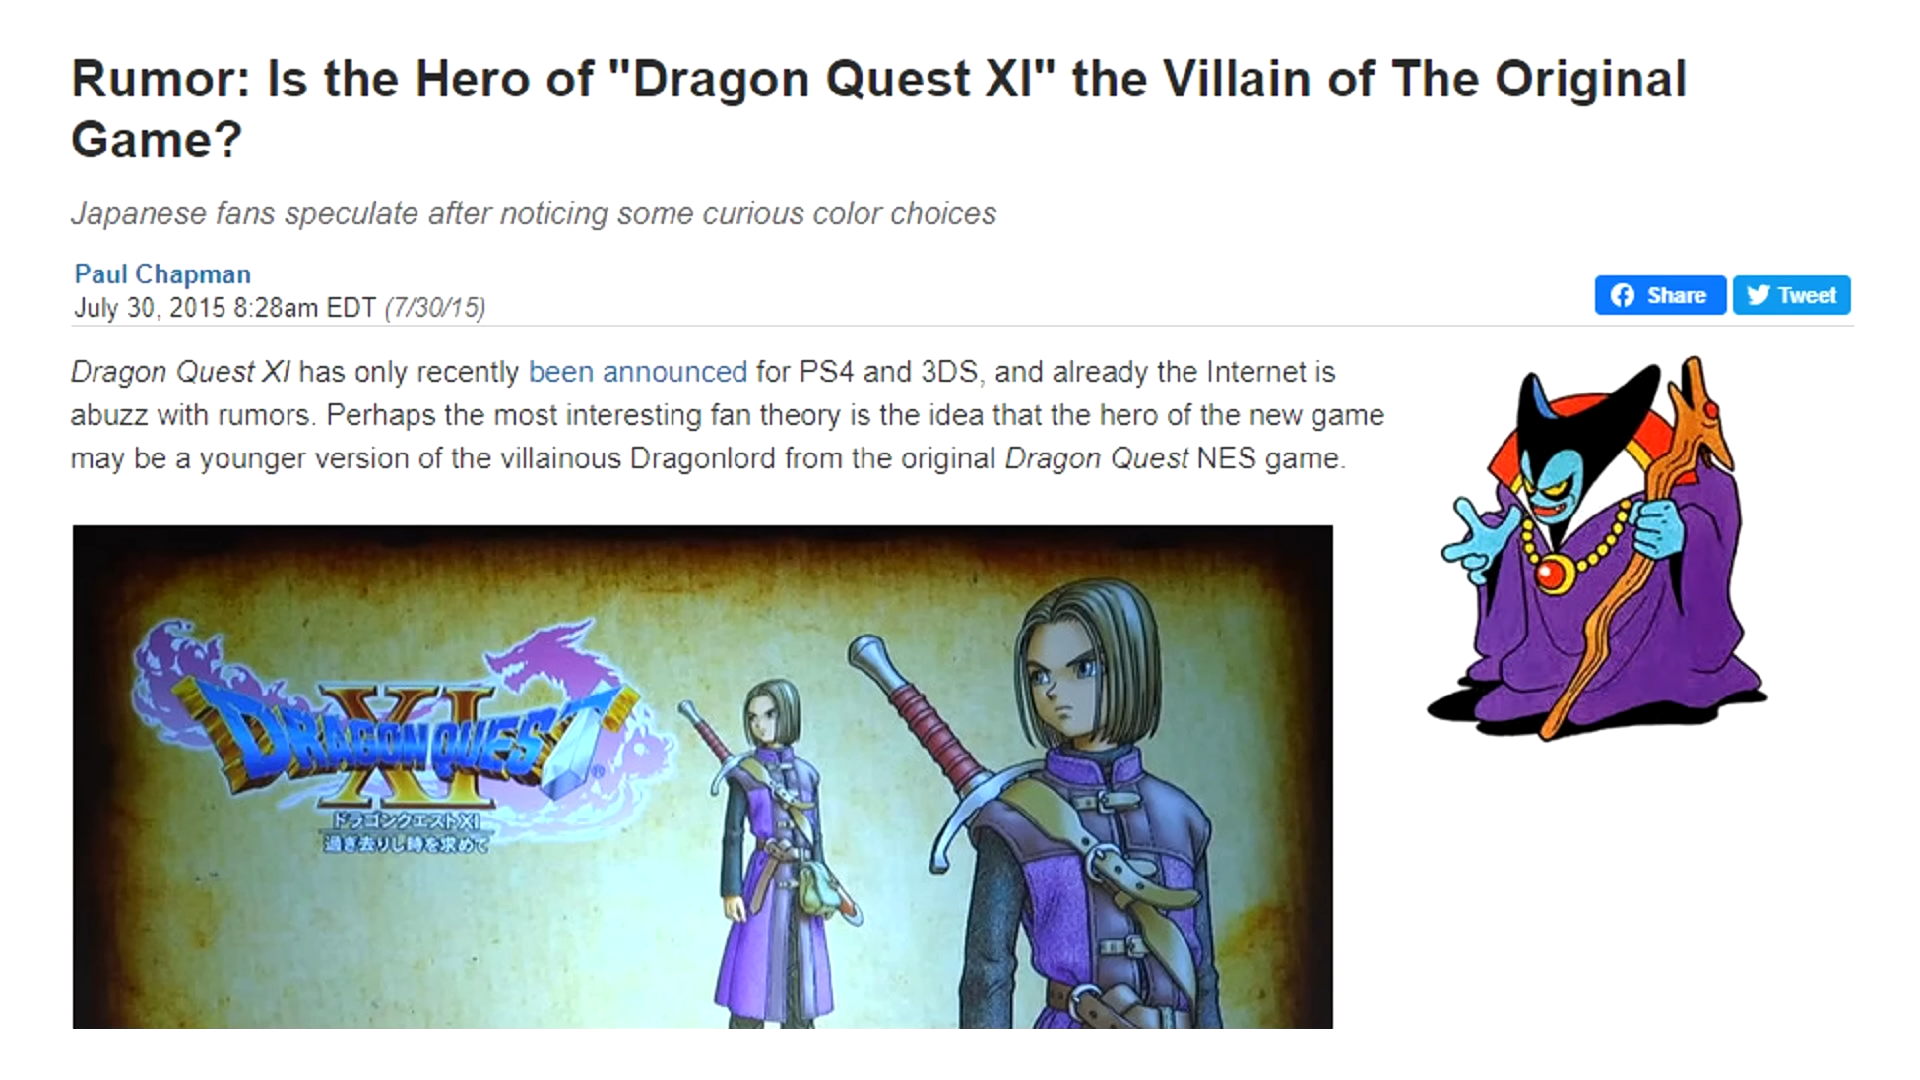 Rumor: Is the Hero of "Dragon Quest XI" the Villain of The Original
Game?
Japanese fans speculate after noticing some curious color choices
Paul Chapman
July 30, 2015 8:28am EDT (7/30/15)
Share
Tweet
Dragon Quest XI has only recently been announced for PS4 and 3DS, and already the Internet is
abuzz with rumors. Perhaps the most interesting fan theory is the idea that the hero of the new game
may be a younger version of the villainous Dragonlord from the original Dragon Quest NES game.
DRAGON QUEST XI ®
ドラゴンクエストXI
過ぎ去りし時を求めて